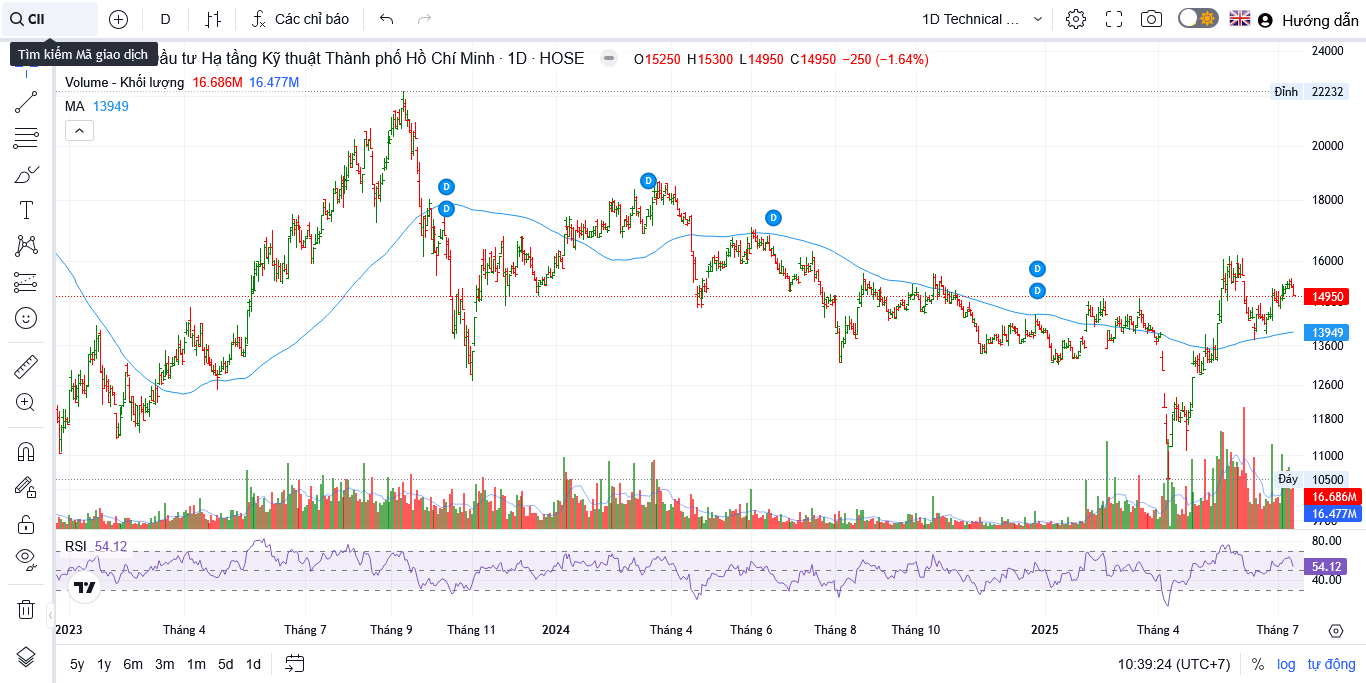 CII D Các chỉ báo 1D Technical ... Hướng dẫn
Tìm kiếm Mã giao dịch
ầu tư Hạ tầng Kỹ thuật Thành phố Hồ Chí Minh · 1D · HOSE O15250 H15300 L14950 C14950 −250 (−1.64%)
Volume - Khối lượng 16.686M 16.477M
MA 13949
24000
Đỉnh 22232
20000
18000
16000
14950
13949
13600
12600
11800
11000
Đáy 10500
16.686M
16.477M
D
D
D
D
D
D
RSI 54.12
80.00
54.12
40.00
2023 Tháng 4 Tháng 7 Tháng 9 Tháng 11 2024 Tháng 4 Tháng 6 Tháng 8 Tháng 10 2025 Tháng 4 Tháng 7
5y 1y 6m 3m 1m 5d 1d 10:39:24 (UTC+7) % log tự động